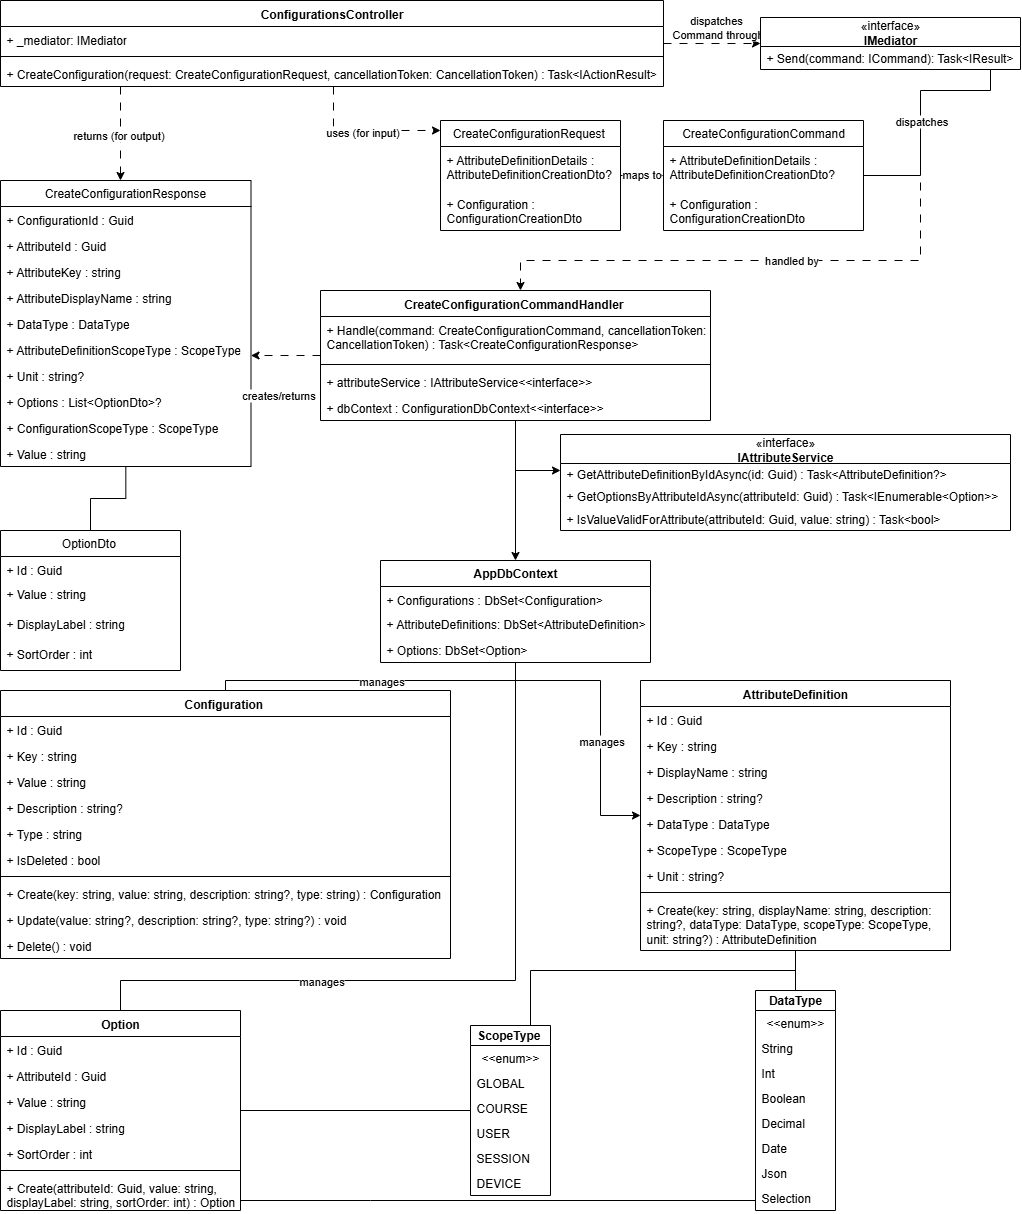 ConfigurationsController
+ _mediator: IMediator
+ CreateConfiguration(request: CreateConfigurationRequest, cancellationToken: CancellationToken) : Task<IActionResult>
dispatches
Command through
«interface»
IMediator
+ Send(command: ICommand): Task<IResult>
returns (for output)
uses (for input)
dispatches
CreateConfigurationRequest
+ AttributeDefinitionDetails :
AttributeDefinitionCreationDto?
+ Configuration :
ConfigurationCreationDto
maps to
CreateConfigurationCommand
+ AttributeDefinitionDetails :
AttributeDefinitionCreationDto?
+ Configuration :
ConfigurationCreationDto
handled by
CreateConfigurationResponse
+ ConfigurationId : Guid
+ AttributeId : Guid
+ AttributeKey : string
+ AttributeDisplayName : string
+ DataType : DataType
+ AttributeDefinitionScopeType : ScopeType
+ Unit : string?
+ Options : List<OptionDto>?
+ ConfigurationScopeType : ScopeType
+ Value : string
CreateConfigurationCommandHandler
+ Handle(command: CreateConfigurationCommand, cancellationToken:
CancellationToken) : Task<CreateConfigurationResponse>
+ attributeService : IAttributeService<<interface>>
+ dbContext : ConfigurationDbContext<<interface>>
creates/returns
«interface»
IAttributeService
+ GetAttributeDefinitionByIdAsync(id: Guid) : Task<AttributeDefinition?>
+ GetOptionsByAttributeIdAsync(attributeId: Guid) : Task<IEnumerable<Option>>
+ IsValueValidForAttribute(attributeId: Guid, value: string) : Task<bool>
OptionDto
+ Id : Guid
+ Value : string
+ DisplayLabel : string
+ SortOrder : int
AppDbContext
+ Configurations : DbSet<Configuration>
+ AttributeDefinitions: DbSet<AttributeDefinition>
+ Options: DbSet<Option>
manages
manages
Configuration
+ Id : Guid
+ Key : string
+ Value : string
+ Description : string?
+ Type : string
+ IsDeleted : bool
+ Create(key: string, value: string, description: string?, type: string) : Configuration
+ Update(value: string?, description: string?, type: string?) : void
+ Delete() : void
AttributeDefinition
+ Id : Guid
+ Key : string
+ DisplayName : string
+ Description : string?
+ DataType : DataType
+ ScopeType : ScopeType
+ Unit : string?
+ Create(key: string, displayName: string, description:
string?, dataType: DataType, scopeType: ScopeType,
unit: string?) : AttributeDefinition
manages
Option
+ Id : Guid
+ AttributeId : Guid
+ Value : string
+ DisplayLabel : string
+ SortOrder : int
+ Create(attributeId: Guid, value: string,
displayLabel: string, sortOrder: int) : Option
ScopeType
<<enum>>
GLOBAL
COURSE
USER
SESSION
DEVICE
DataType
<<enum>>
String
Int
Boolean
Decimal
Date
Json
Selection